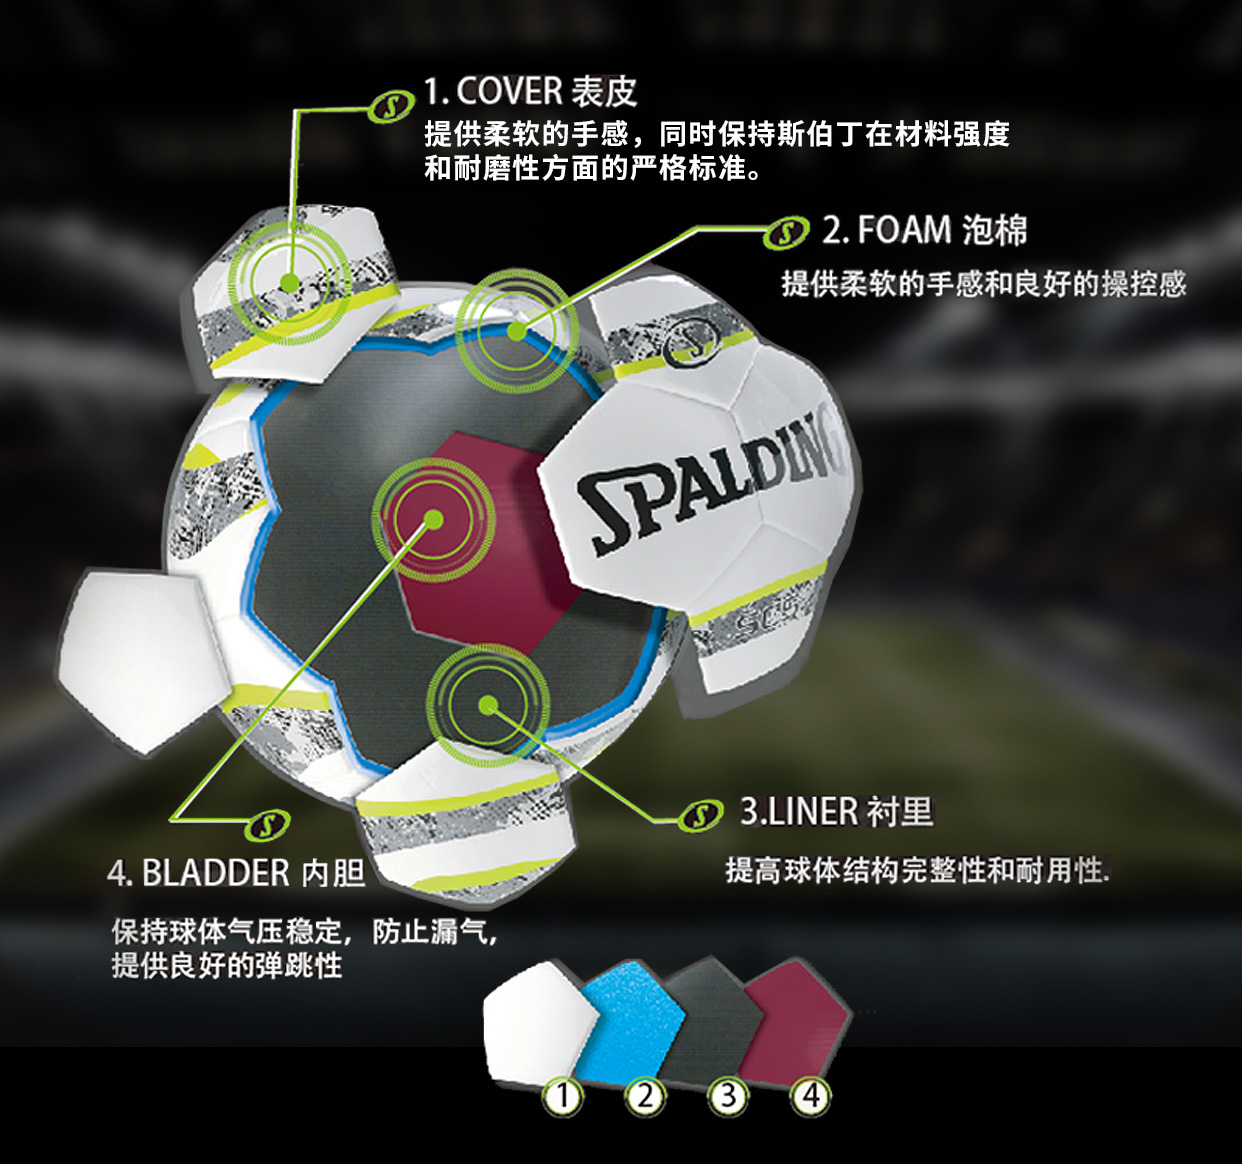 1. COVER 表皮
提供柔软的手感，同时保持斯伯丁在材料强度
和耐磨性方面的严格标准。
2. FOAM 泡棉
提供柔软的手感和良好的操控感
SPALDING
3.LINER 衬里
提高球体结构完整性和耐用性.
4. BLADDER 内胆
保持球体气压稳定，防止漏气，
提供良好的弹跳性
1
2
3
4